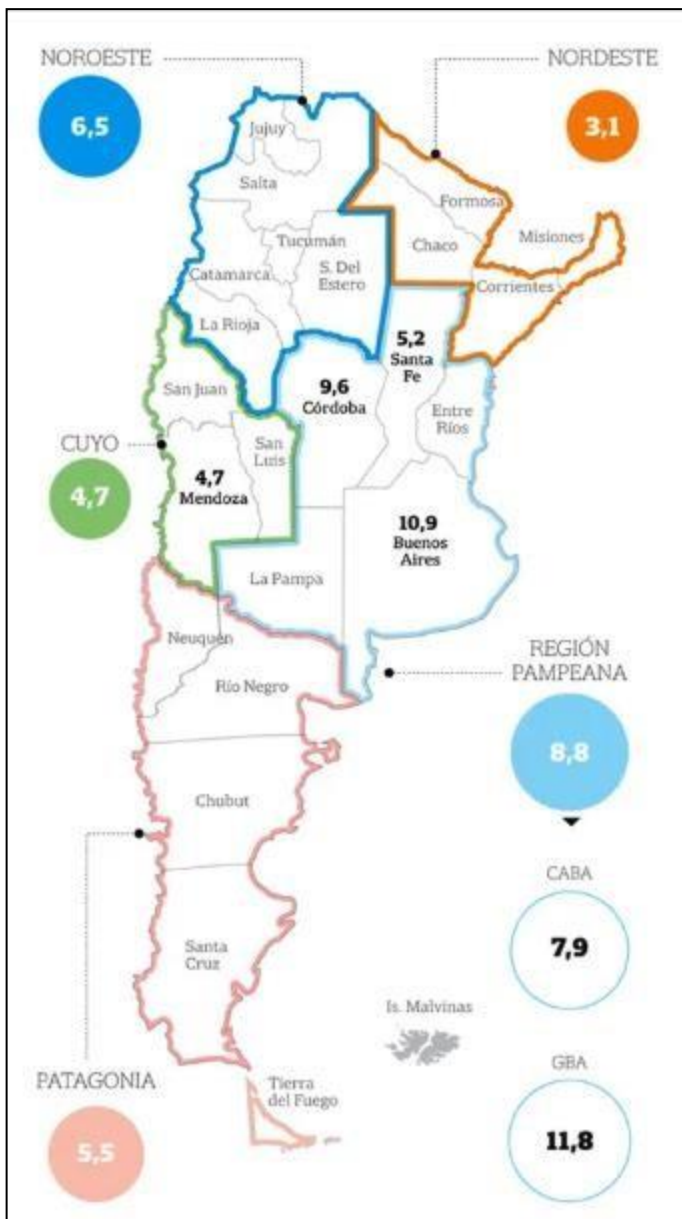 NOROESTE
6,5
NORDESTE
3,1
Jujuy
Salta
Formosa
Misiones
Tucumán
Chaco
Catamarca
S. Del
Estero
Corrientes
La Rioja
5,2
Santa
Fe
San Juan
9,6
Córdoba
Entre
Ríos
CUYO
4,7
San
Luis
4,7
Mendoza
10,9
Buenos
Aires
La Pampa
Neuquén
Río Negro
REGIÓN
PAMPEANA
8,8
Chubut
CABA
7,9
Santa
Cruz
Is. Malvinas
PATAGONIA
5,5
Tierra
del Fuego
GBA
11,8